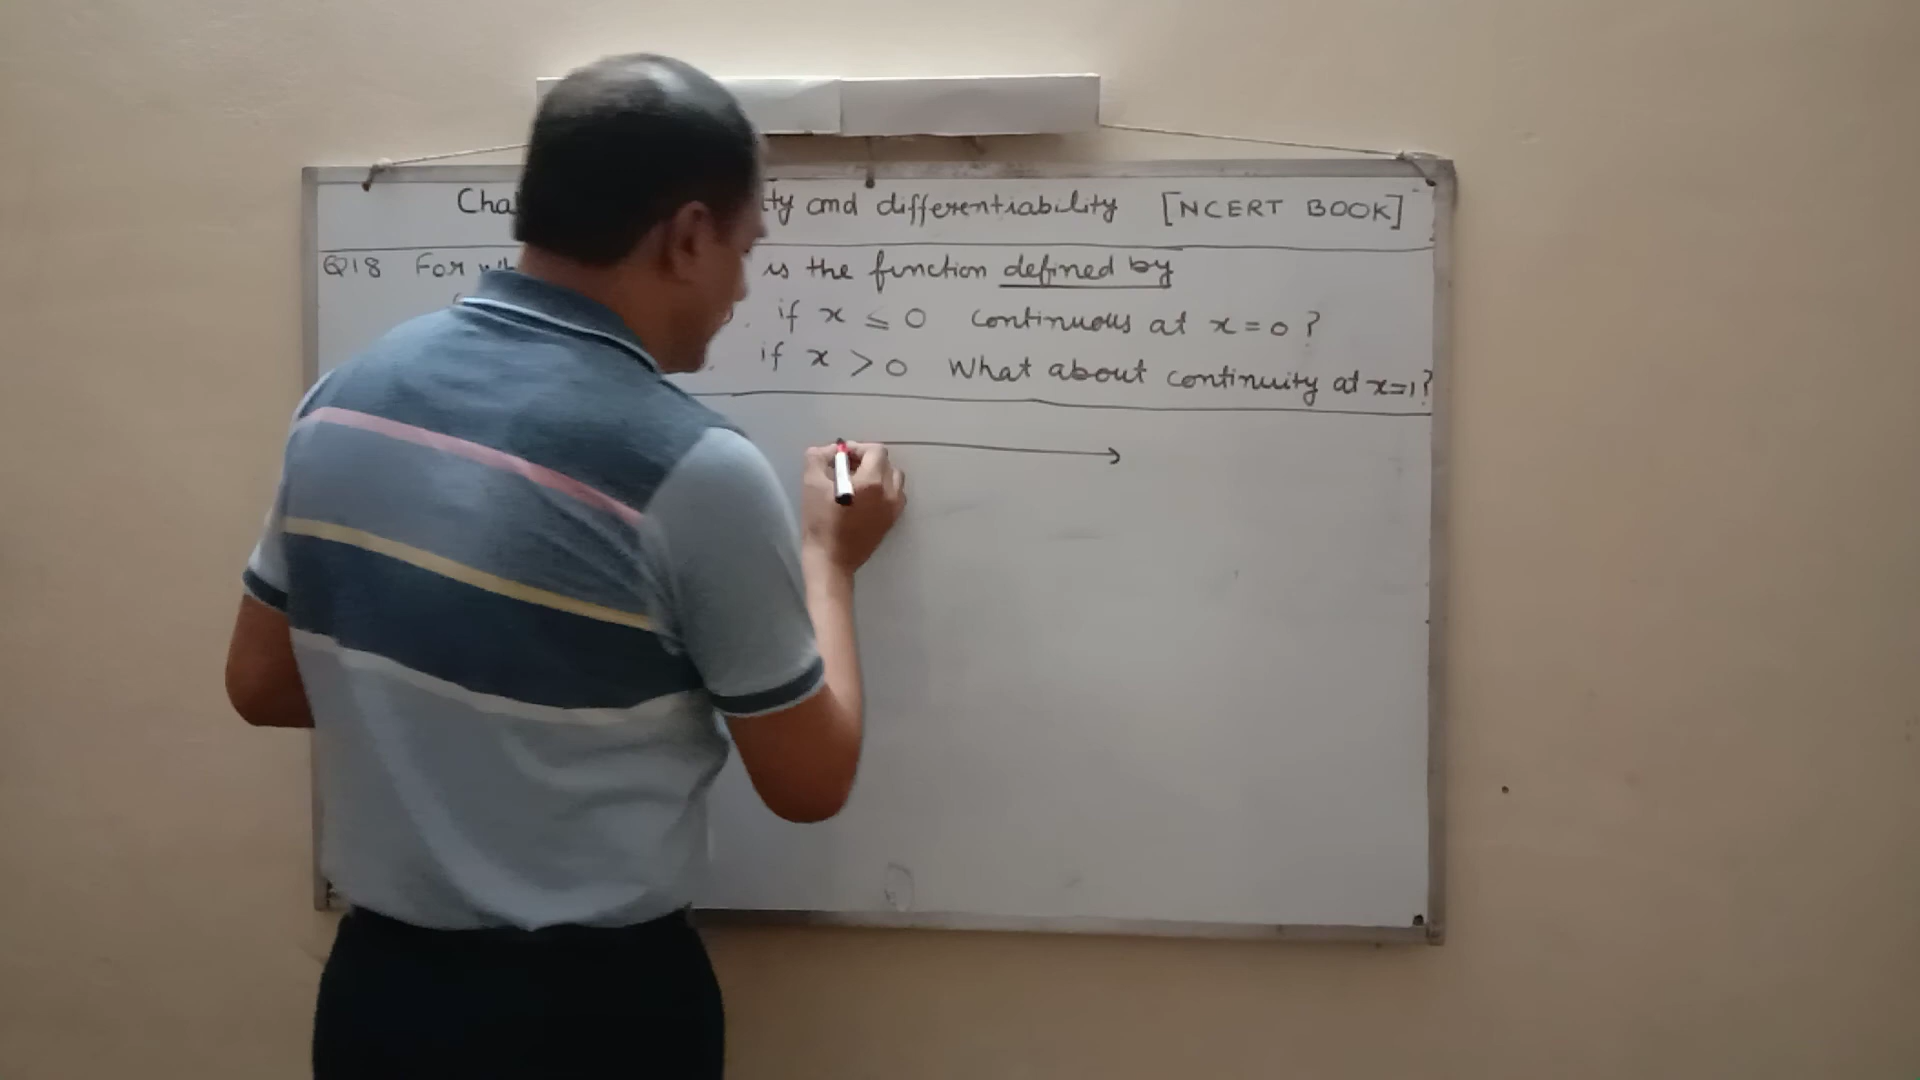 Cha ity and differentiability [NCERT BOOK]
Q18 For is the function defined by
if x ≤ 0 continuous at x = 0 ?
if x > 0 What about continuity at x=1?